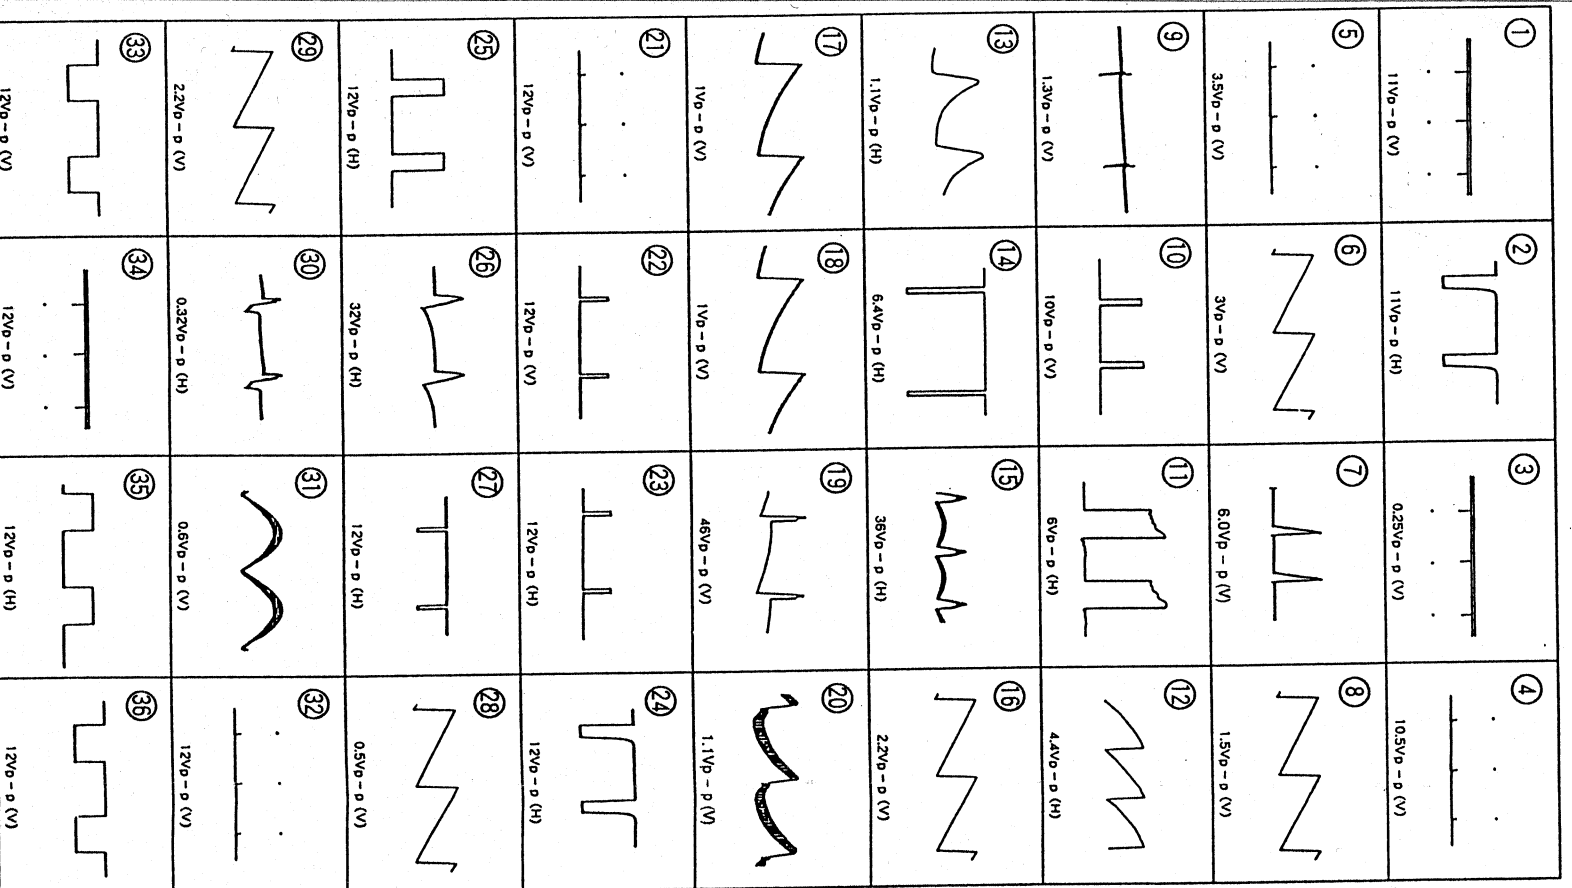 ①
11Vp-p (V)
②
11Vp-p (H)
③
0.25Vp-p (V)
④
10.5Vp-p (V)
⑤
3.5Vp-p (V)
⑥
3Vp-p (V)
⑦
6.0Vp-p (V)
⑧
1.5Vp-p (V)
⑨
1.3Vp-p (V)
⑩
10Vp-p (V)
⑪
6Vp-p (H)
⑫
4.4Vp-p (H)
⑬
1.1Vp-p (H)
⑭
6.4Vp-p (H)
⑮
36Vp-p (H)
⑯
2.2Vp-p (V)
⑰
1Vp-p (V)
⑱
1Vp-p (V)
⑲
46Vp-p (V)
⑳
1.1Vp-p (V)
㉑
12Vp-p (V)
㉒
12Vp-p (V)
㉓
12Vp-p (H)
㉔
12Vp-p (H)
㉕
12Vp-p (H)
㉖
32Vp-p (H)
㉗
12Vp-p (H)
㉘
0.5Vp-p (V)
㉙
2.2Vp-p (V)
㉚
0.32Vp-p (H)
㉛
0.6Vp-p (V)
㉜
12Vp-p (V)
㉝
12Vp-p (V)
㉞
12Vp-p (V)
㉟
12Vp-p (H)
㊱
12Vp-p (V)